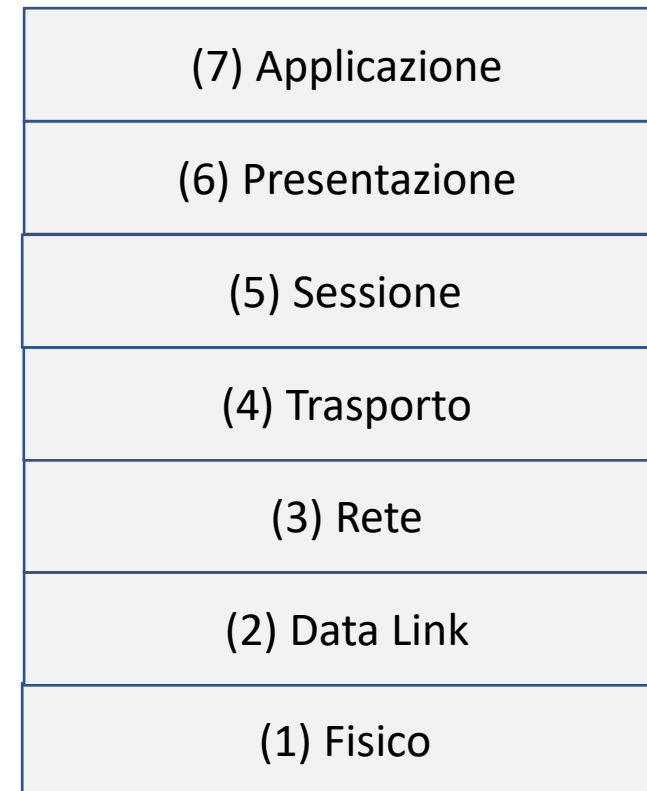 (7) Applicazione
(6) Presentazione
(5) Sessione
(4) Trasporto
(3) Rete
(2) Data Link
(1) Fisico